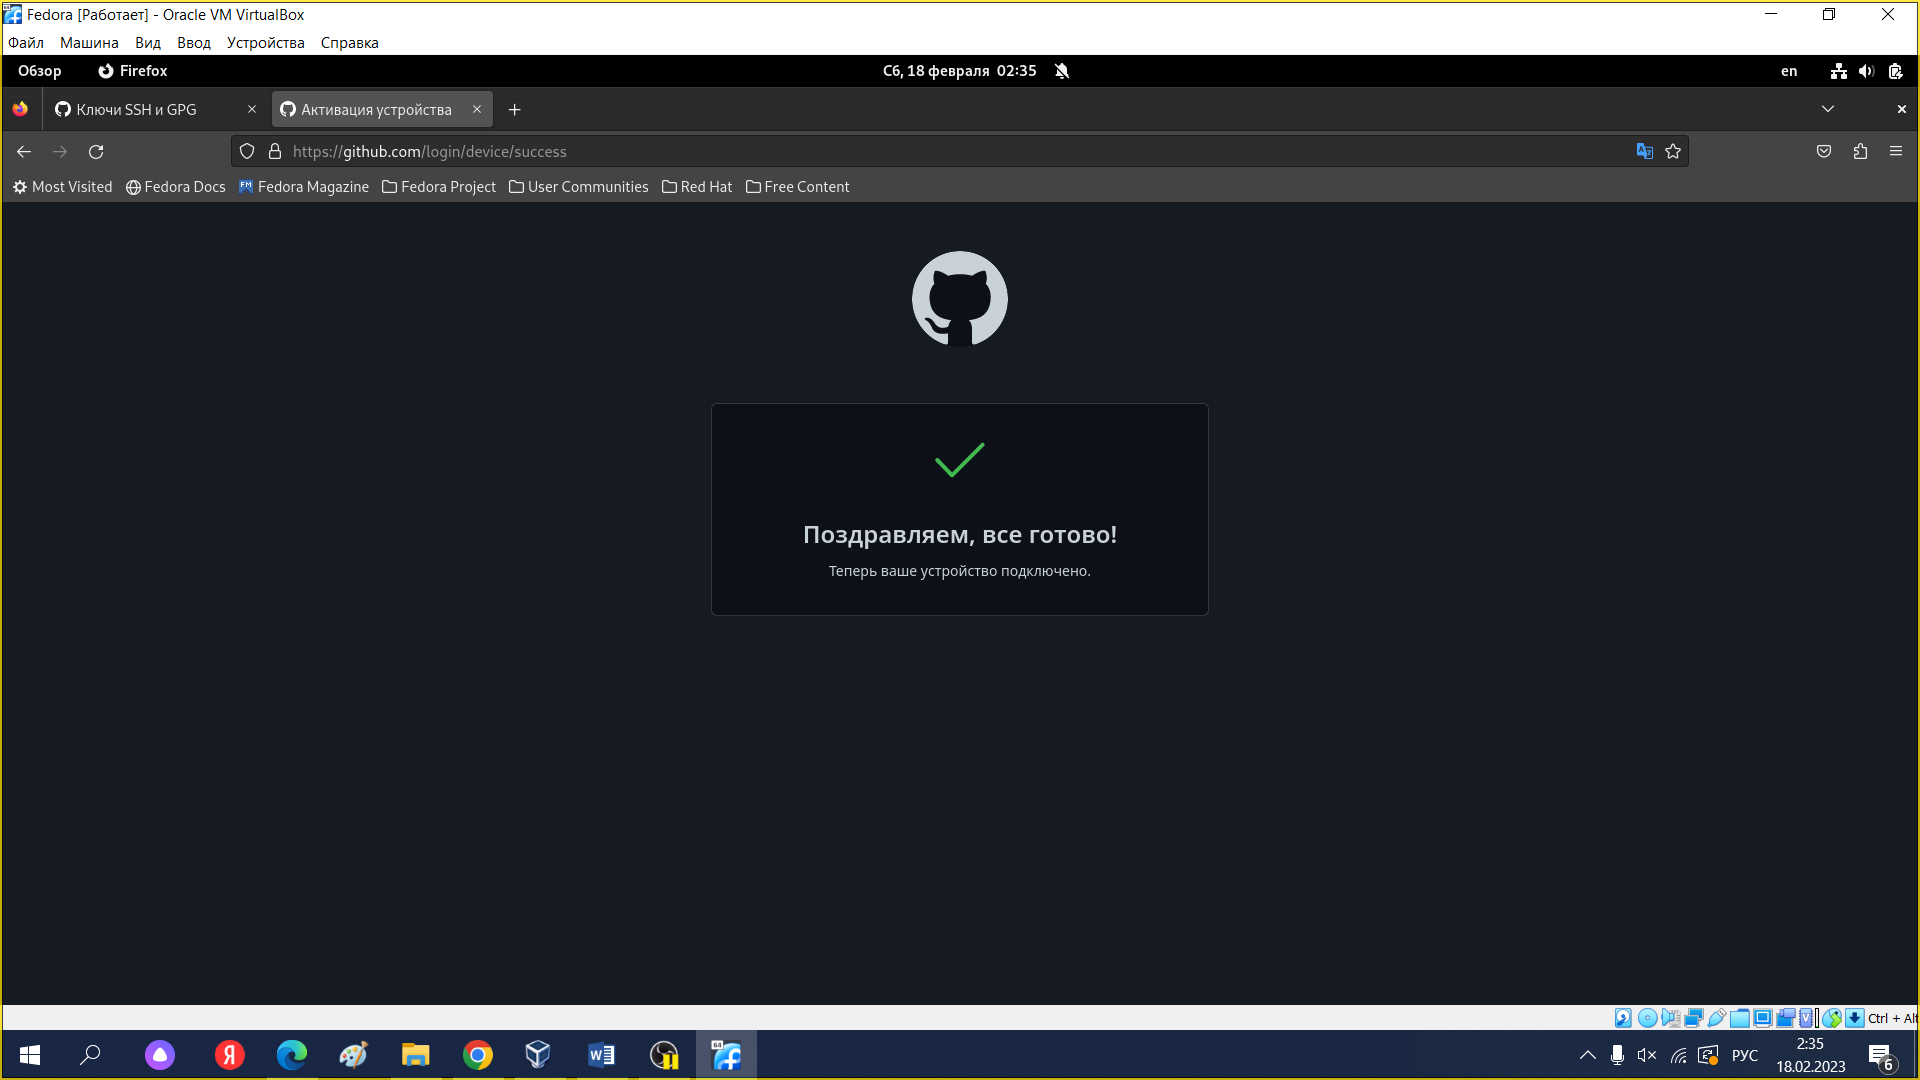 Fedora [Работает] - Oracle VM VirtualBox
Файл Машина Вид Ввод Устройства Справка
Обзор Firefox Сб, 18 февраля 02:35 en
Ключи SSH и GPG Активация устройства
https://github.com/login/device/success
Most Visited Fedora Docs Fedora Magazine Fedora Project User Communities Red Hat Free Content
Поздравляем, все готово!
Теперь ваше устройство подключено.
Ctrl + Alt
РУС 2:35
18.02.2023 6